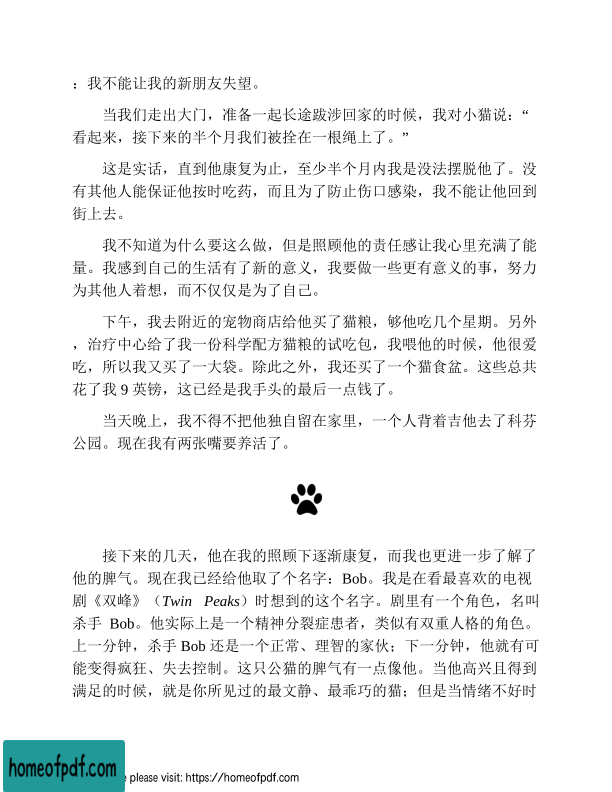 ：我不能让我的新朋友失望。
当我们走出大门，准备一起长途跋涉回家的时候，我对小猫说：“
看起来，接下来的半个月我们被拴在一根绳上了。”
这是实话，直到他康复为止，至少半个月内我是没法摆脱他了。没
有其他人能保证他按时吃药，而且为了防止伤口感染，我不能让他回到
街上去。
我不知道为什么要这么做，但是照顾他的责任感让我心里充满了能
量。我感到自己的生活有了新的意义，我要做一些更有意义的事，努力
为其他人着想，而不仅仅是为了自己。
下午，我去附近的宠物商店给他买了猫粮，够他吃几个星期。另外
，治疗中心给了我一份科学配方猫粮的试吃包，我喂他的时候，他很爱
吃，所以我又买了一大袋。除此之外，我还买了一个猫食盆。这些总共
花了我 9 英镑，这已经是我手头的最后一点钱了。
当天晚上，我不得不把他独自留在家里，一个人背着吉他去了科芬
公园。现在我有两张嘴要养活了。
接下来的几天，他在我的照顾下逐渐康复，而我也更进一步了解了
他的脾气。现在我已经给他取了个名字：Bob。我是在看最喜欢的电视
剧《双峰》（Twin Peaks）时想到的这个名字。剧里有一个角色，名叫
杀手 Bob。他实际上是一个精神分裂症患者，类似有双重人格的角色。
上一分钟，杀手 Bob 还是一个正常、理智的家伙；下一分钟，他就有可
能变得疯狂、失去控制。这只公猫的脾气有一点像他。当他高兴且得到
满足的时候，就是你所见过的最文静、最乖巧的猫；但是当情绪不好时
homeofpdf.com
e please visit: https://homeofpdf.com